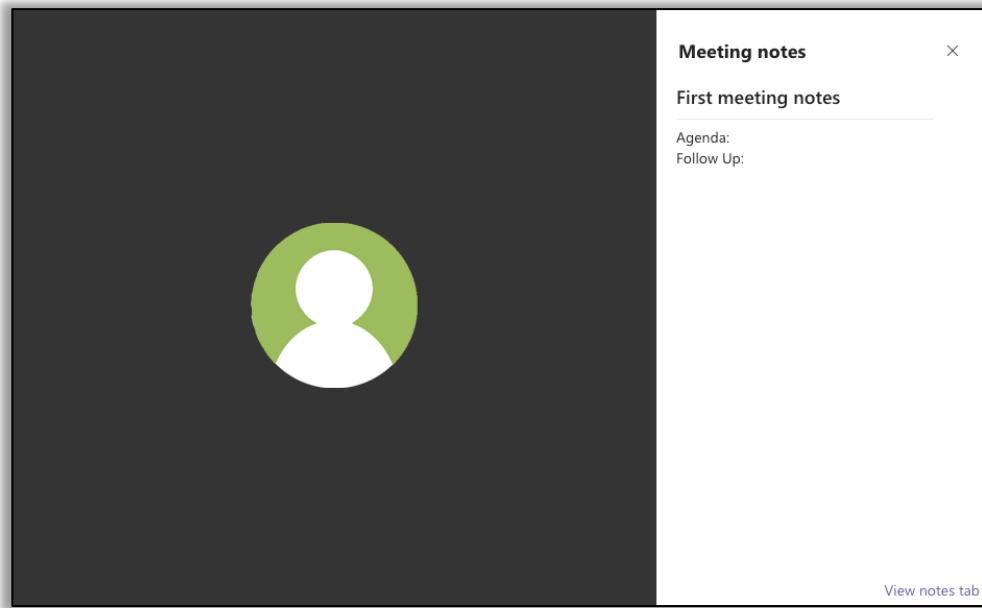 Meeting notes
First meeting notes
Agenda:
Follow Up:
View notes tab